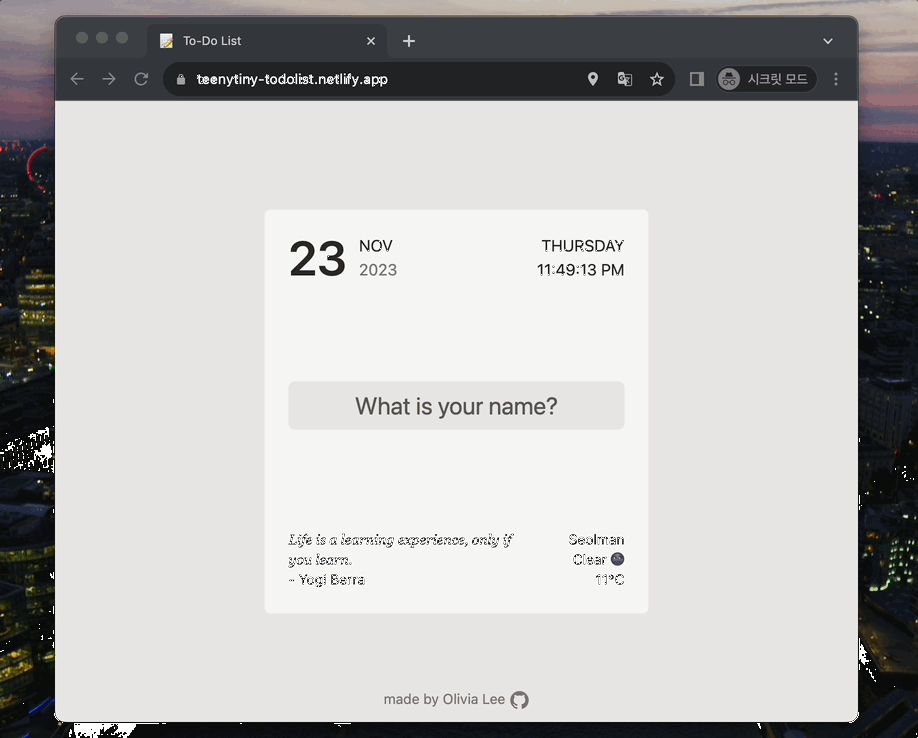 To-Do List
teenytiny-todolist.netlify.app
시크릿 모드
23 NOV THURSDAY
2023 11:49:13 PM
What is your name?
Life is a learning experience, only if
you learn.
- Yogi Berra
Seolman
Clear
11°C
made by Olivia Lee